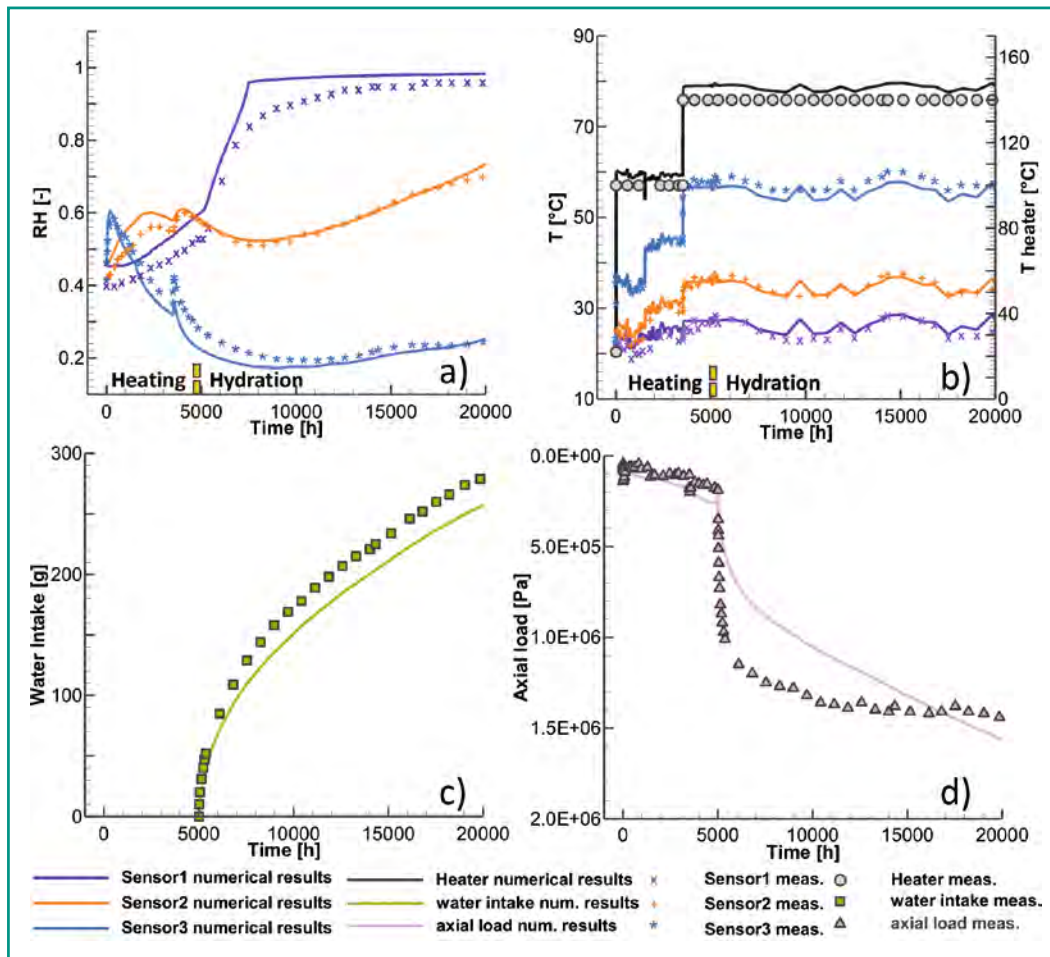 RH [-]
1
0.8
0.6
0.4
0.2
Heating
Hydration
a)
0
5000
10000
15000
20000
Time [h]
T [°C]
90
70
50
30
10
T heater [°C]
160
120
80
40
0
Heating
Hydration
b)
0
5000
10000
15000
20000
Time [h]
Water Intake [g]
300
200
100
0
c)
0
5000
10000
15000
20000
Time [h]
Axial load [Pa]
0.0E+00
5.0E+05
1.0E+06
1.5E+06
2.0E+06
d)
0
5000
10000
15000
20000
Time [h]
Sensor1 numerical results
Heater numerical results
Sensor1 meas.
Heater meas.
Sensor2 numerical results
water intake num. results
Sensor2 meas.
water intake meas.
Sensor3 numerical results
axial load num. results
Sensor3 meas.
axial load meas.